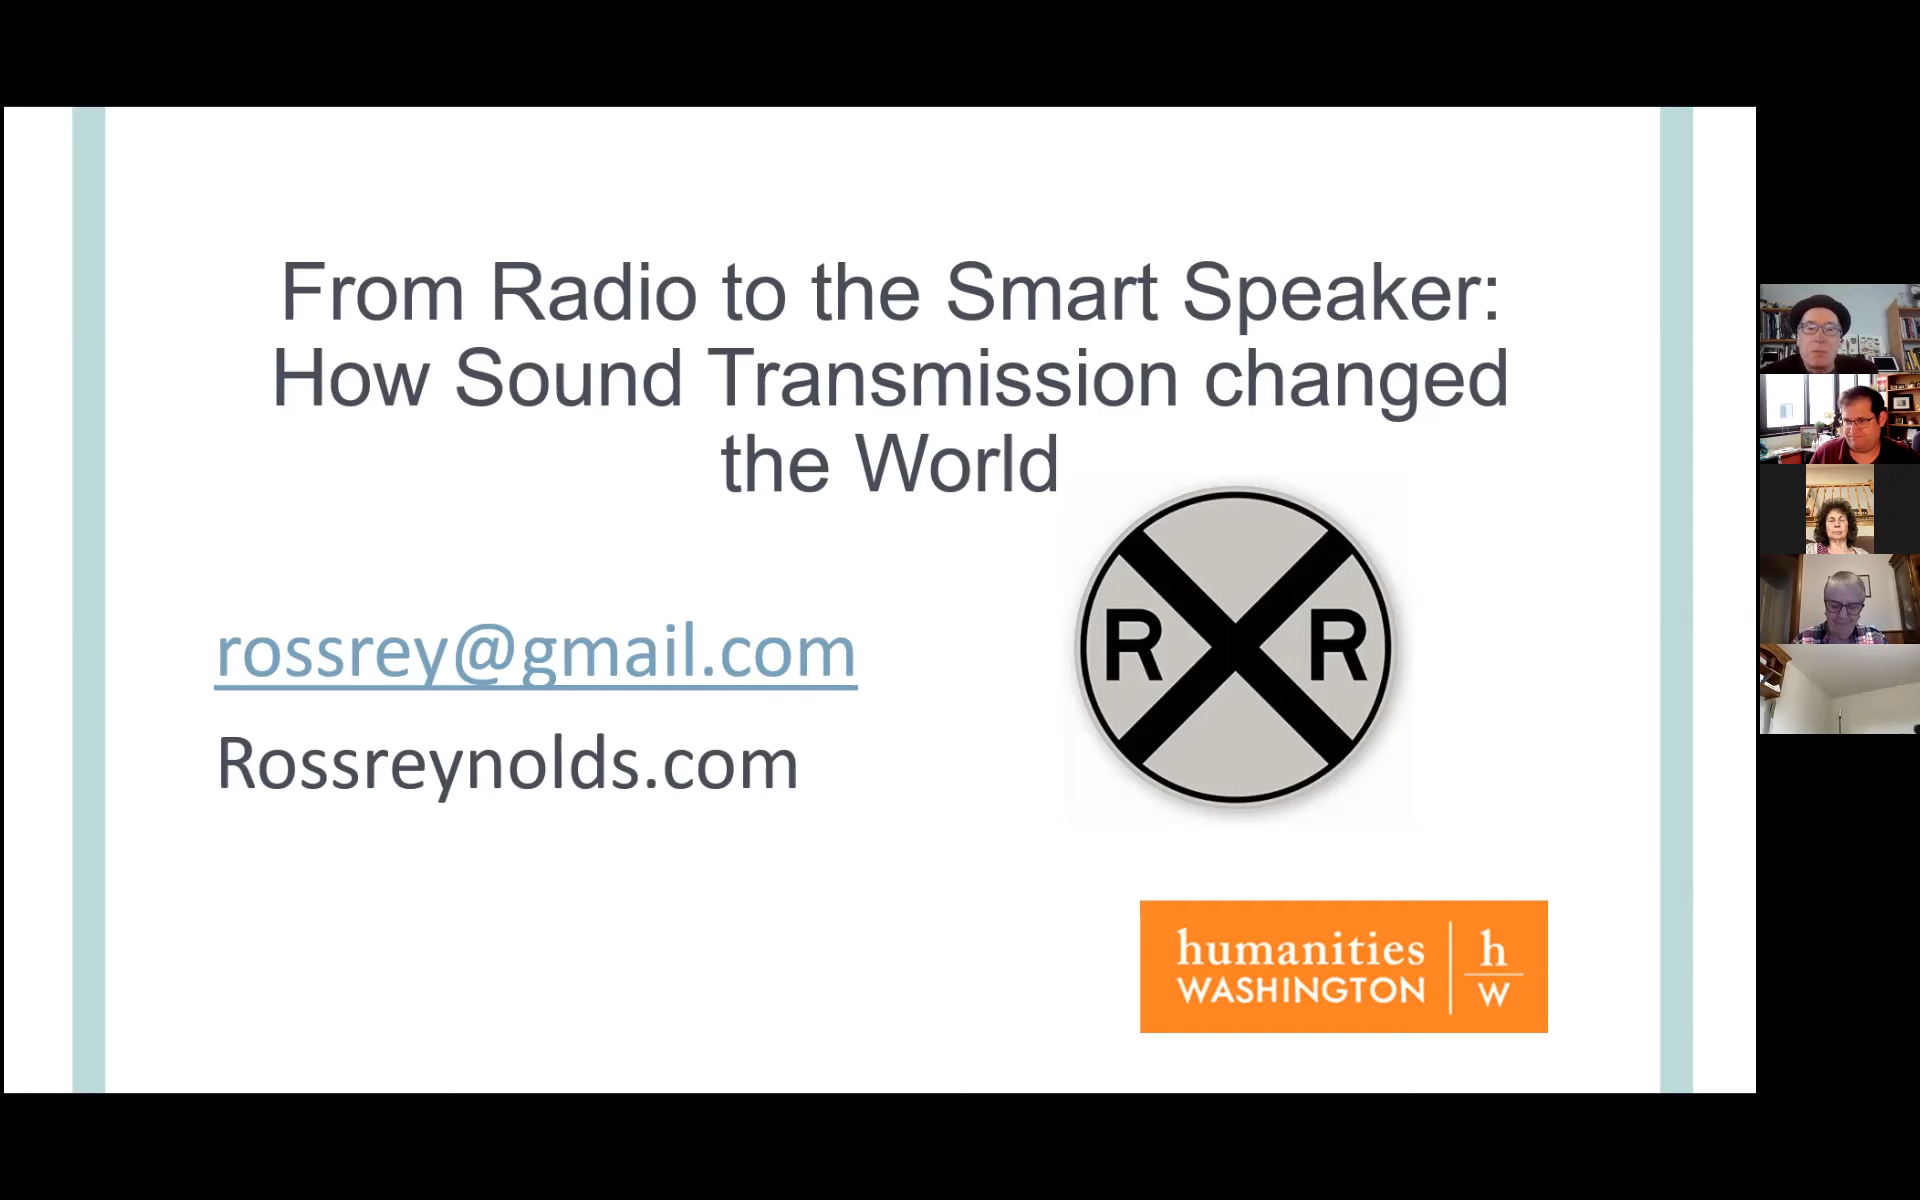 From Radio to the Smart Speaker:
How Sound Transmission changed
the World
rossrey@gmail.com
Rossreynolds.com
R R
humanities
WASHINGTON
h
w